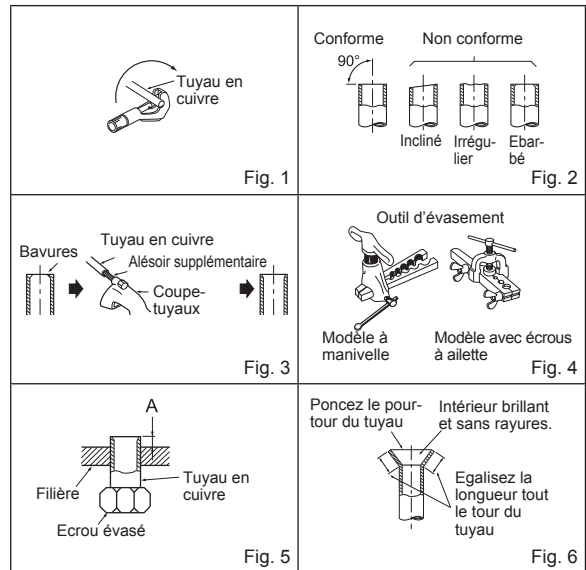 Tuyau en
cuivre
Fig. 1
Conforme
Non conforme
90°
Incliné
Irrégu-
lier
Ebar-
bé
Fig. 2
Bavures
Tuyau en cuivre
Alésoir supplémentaire
Coupe-
tuyaux
Fig. 3
Outil d'évasement
Modèle à
manivelle
Modèle avec écrous
à ailette
Fig. 4
A
Filière
Tuyau en
cuivre
Ecrou évasé
Fig. 5
Poncez le pour-
tour du tuyau
Intérieur brillant
et sans rayures.
Egalisez la
longueur tout
le tour du
tuyau
Fig. 6